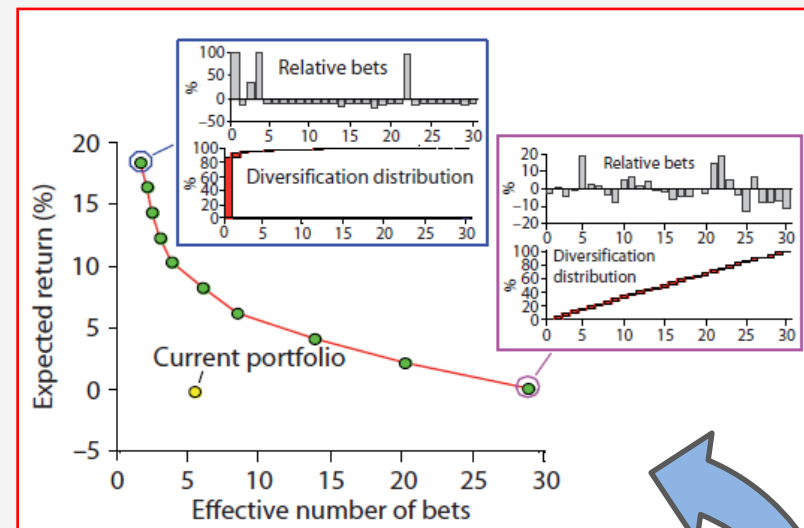 100
50
0
−50
%
Relative bets
0 5 10 15 20 25 30
100
80
60
40
20
0
%
Diversification distribution
0 5 10 15 20 25 30
20
10
0
−10
−20
%
Relative bets
0 5 10 15 20 25 30
100
80
60
40
20
0
%
Diversification
distribution
0 5 10 15 20 25 30
20
15
10
5
0
−5
Expected return (%)
Current portfolio
0 5 10 15 20 25 30
Effective number of bets